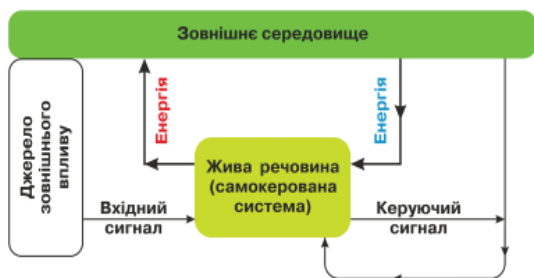 Зовнішнє середовище
Джерело
зовнішнього
впливу
Енергія
Енергія
Жива речовина
(самокерована
система)
Вхідний
сигнал
Керуючий
сигнал